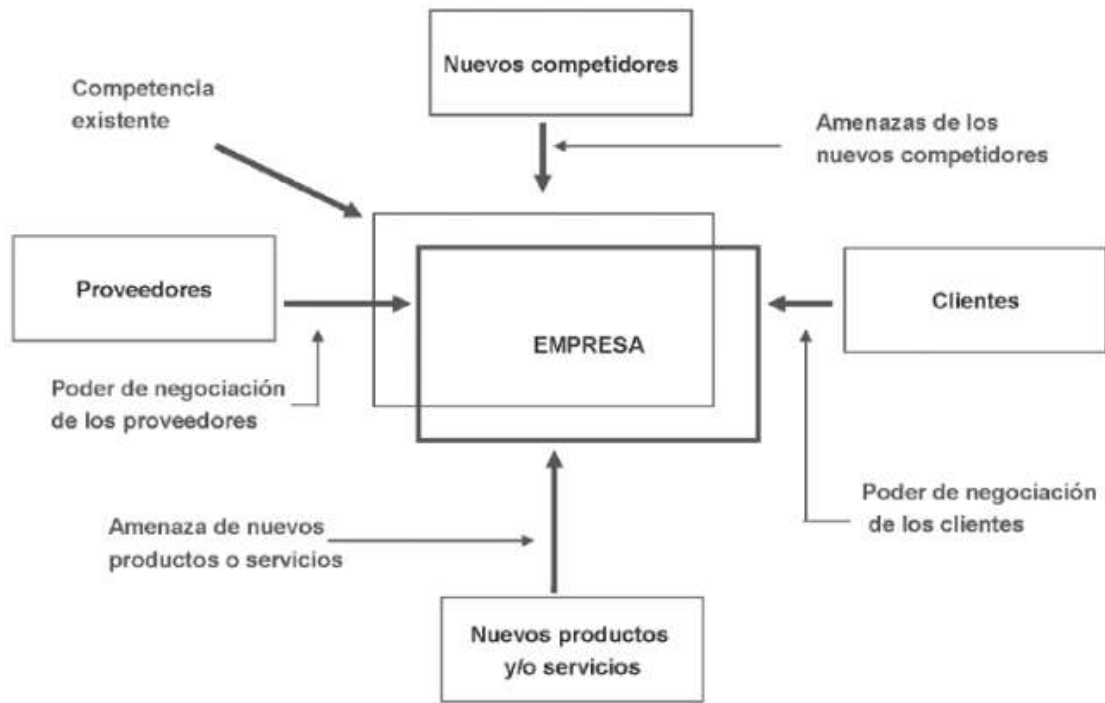 Nuevos competidores
Competencia
existente
Amenazas de los
nuevos competidores
Proveedores
Clientes
EMPRESA
Poder de negociación
de los proveedores
Poder de negociación
de los clientes
Amenaza de nuevos
productos o servicios
Nuevos productos
y/o servicios